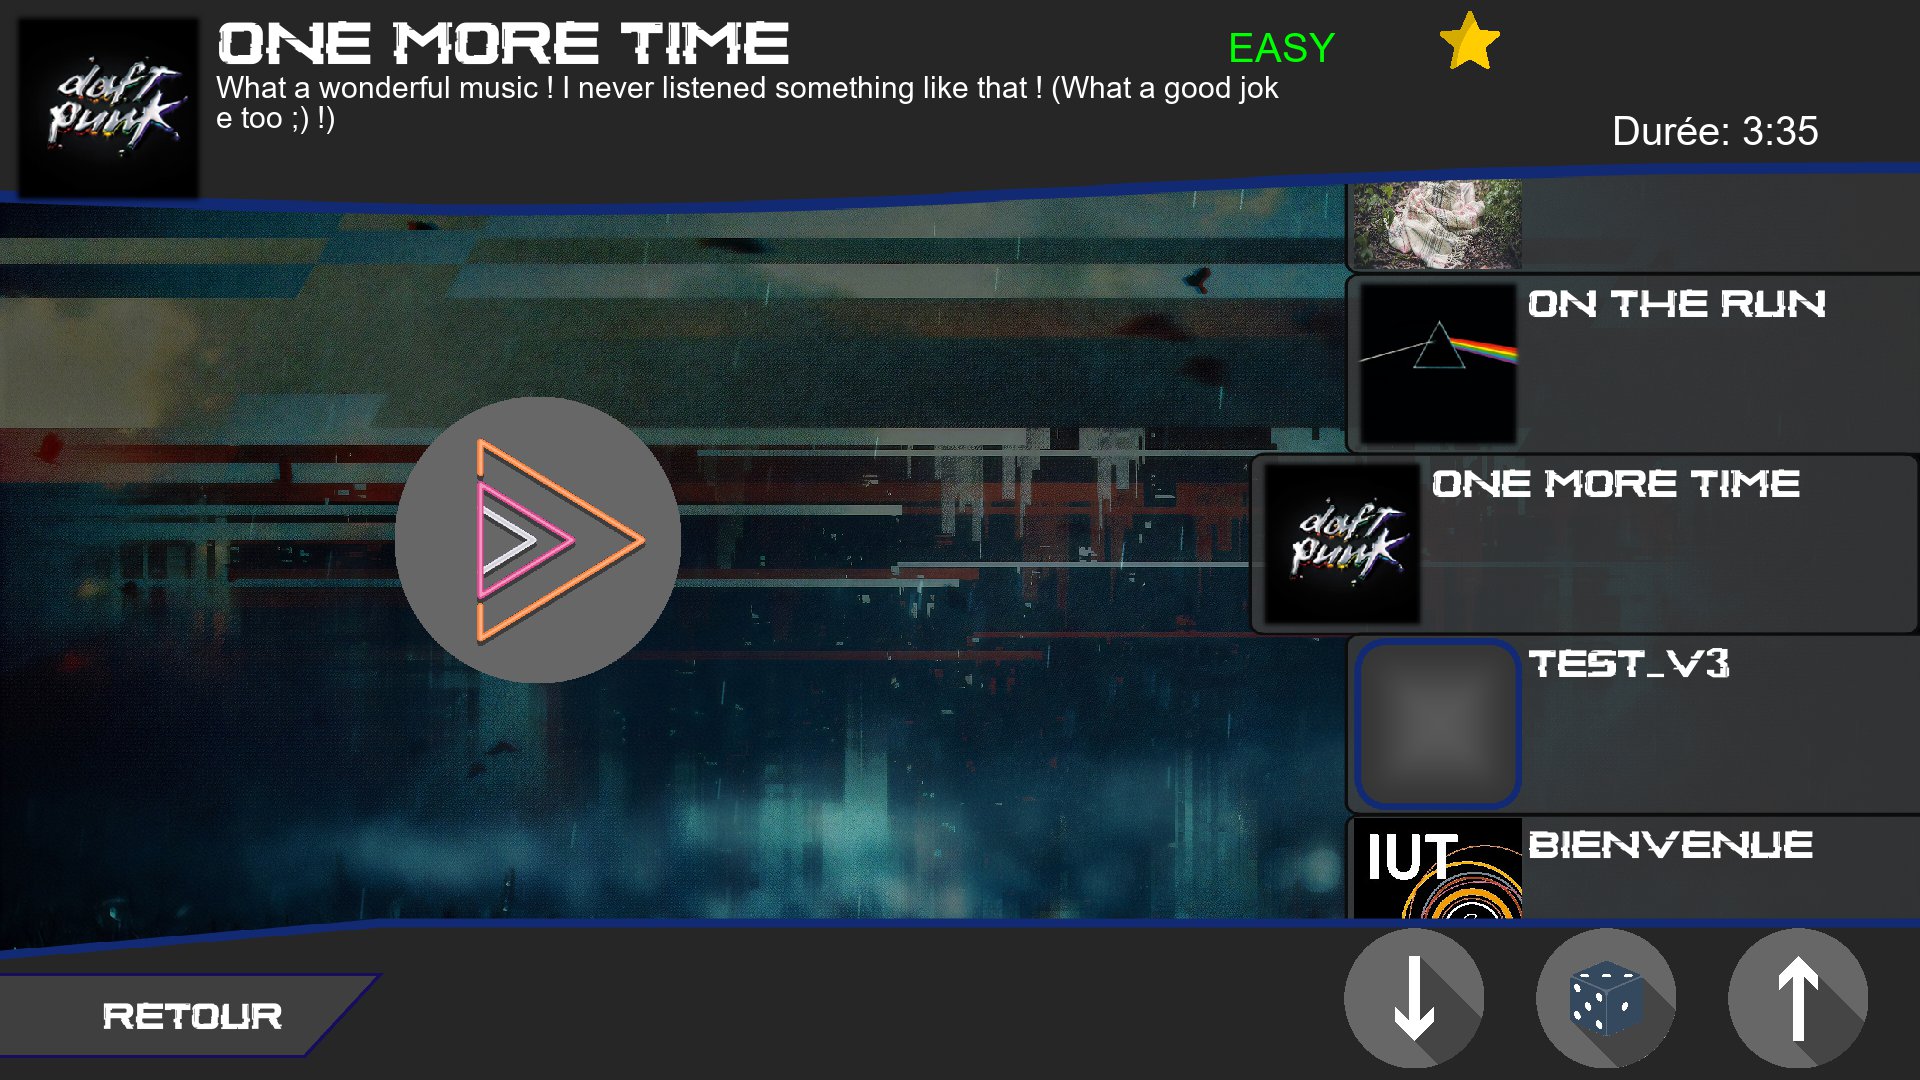 daft
punk
ONE MORE TIME
What a wonderful music ! I never listened something like that ! (What a good jok
e too ;) !)
EASY
Durée: 3:35
ON THE RUN
daft
punk
ONE MORE TIME
TEST_V3
IUT
BIENVENUE
RETOUR